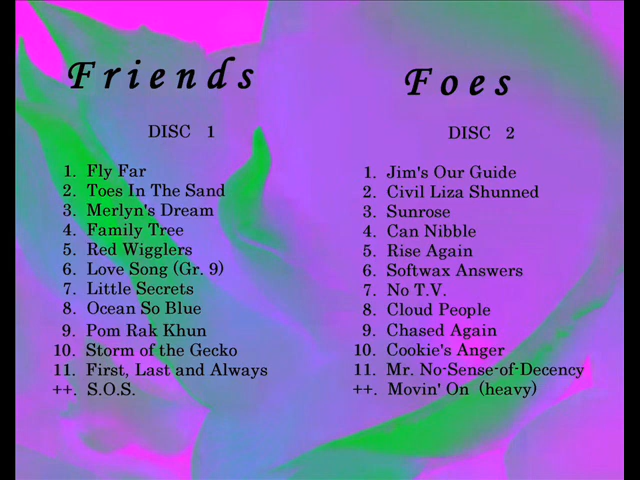 Friends
DISC 1
1. Fly Far
2. Toes In The Sand
3. Merlyn's Dream
4. Family Tree
5. Red Wigglers
6. Love Song (Gr. 9)
7. Little Secrets
8. Ocean So Blue
9. Pom Rak Khun
10. Storm of the Gecko
11. First, Last and Always
++. S.O.S.
Foes
DISC 2
1. Jim's Our Guide
2. Civil Liza Shunned
3. Sunrose
4. Can Nibble
5. Rise Again
6. Softwax Answers
7. No T.V.
8. Cloud People
9. Chased Again
10. Cookie's Anger
11. Mr. No-Sense-of-Decency
++. Movin' On (heavy)